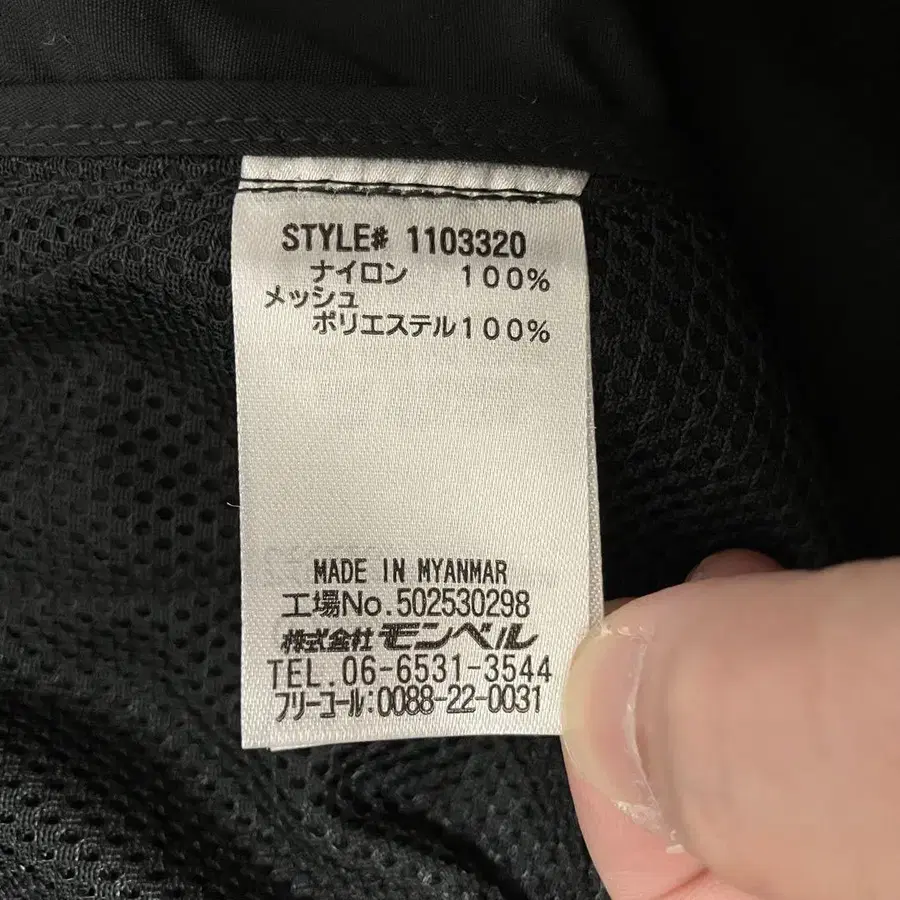 STYLE# 1103320
ナイロン 100%
メッシュ
ポリエステル100%
MADE IN MYANMAR
工場No.502530298
株式会社 モンベル
TEL.06-6531-3544
フリーコール:0088-22-0031